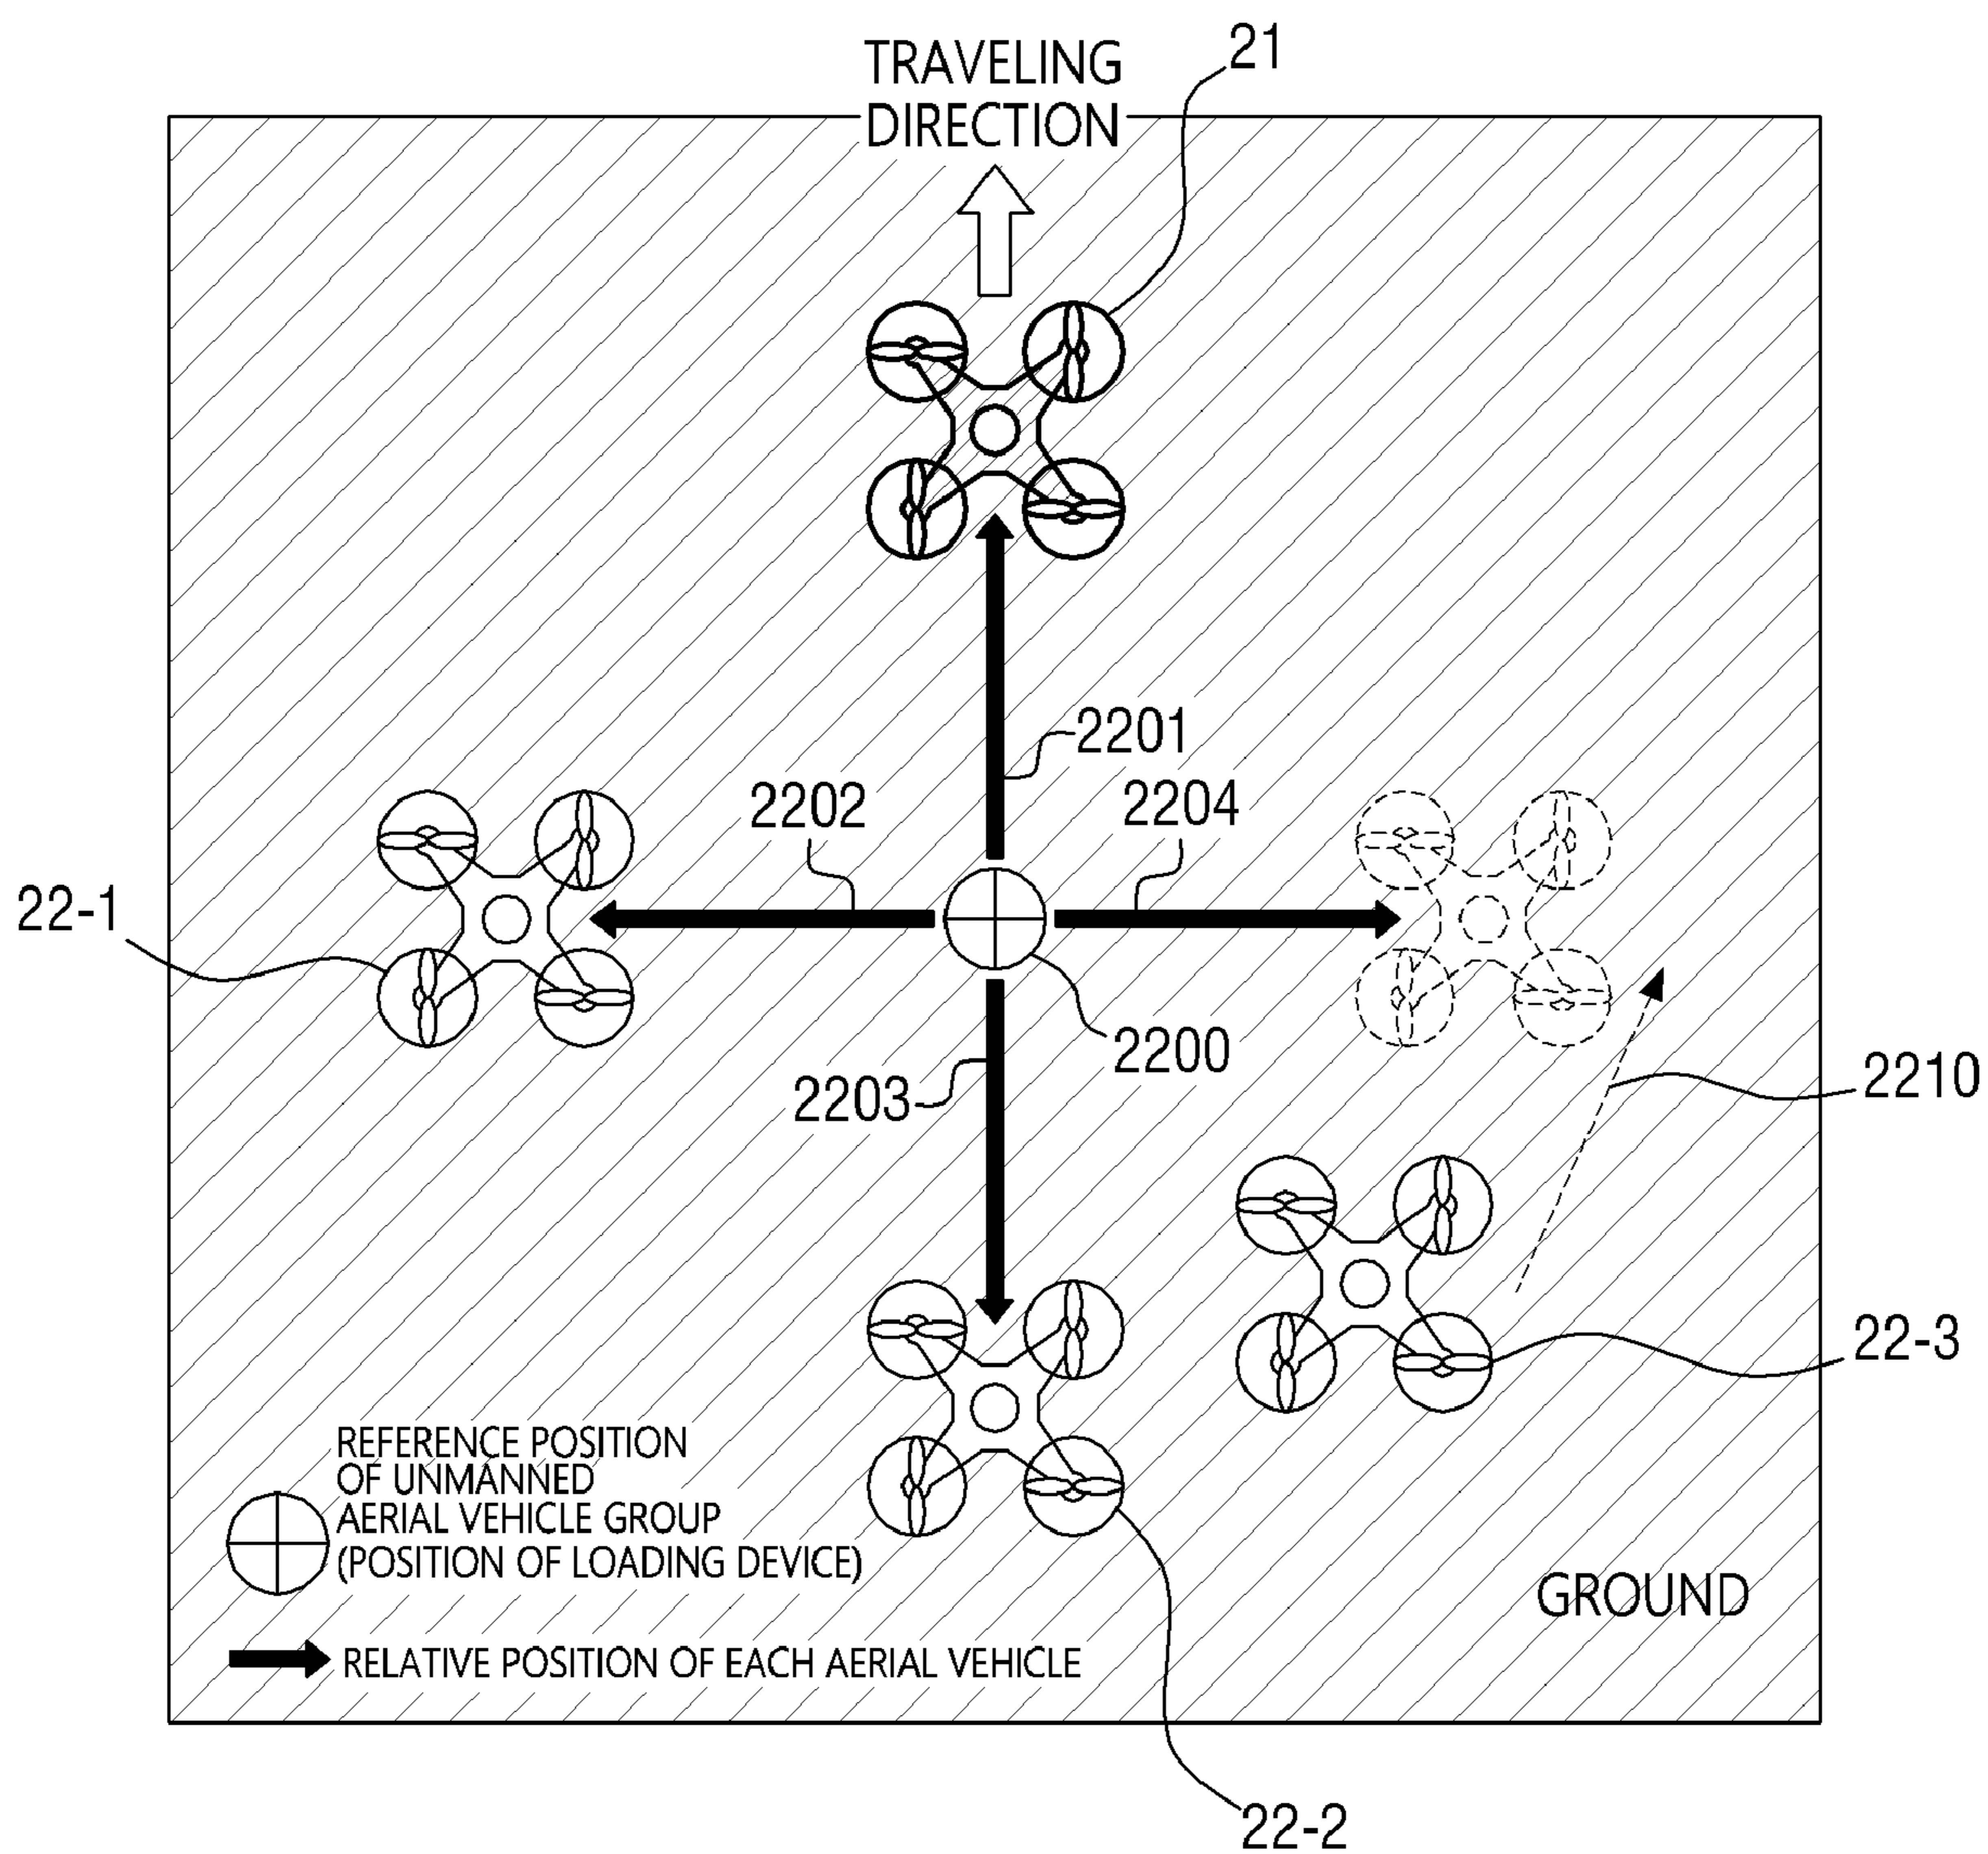 21
TRAVELING
DIRECTION
2201
2202
2204
22-1
2200
2203
2210
22-3
REFERENCE POSITION
OF UNMANNED
AERIAL VEHICLE GROUP
(POSITION OF LOADING DEVICE)
GROUND
RELATIVE POSITION OF EACH AERIAL VEHICLE
22-2